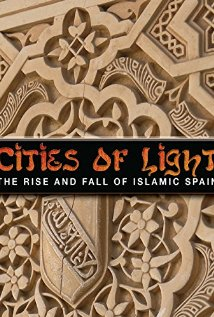 Cities of Light
THE RISE AND FALL OF ISLAMIC SPAIN